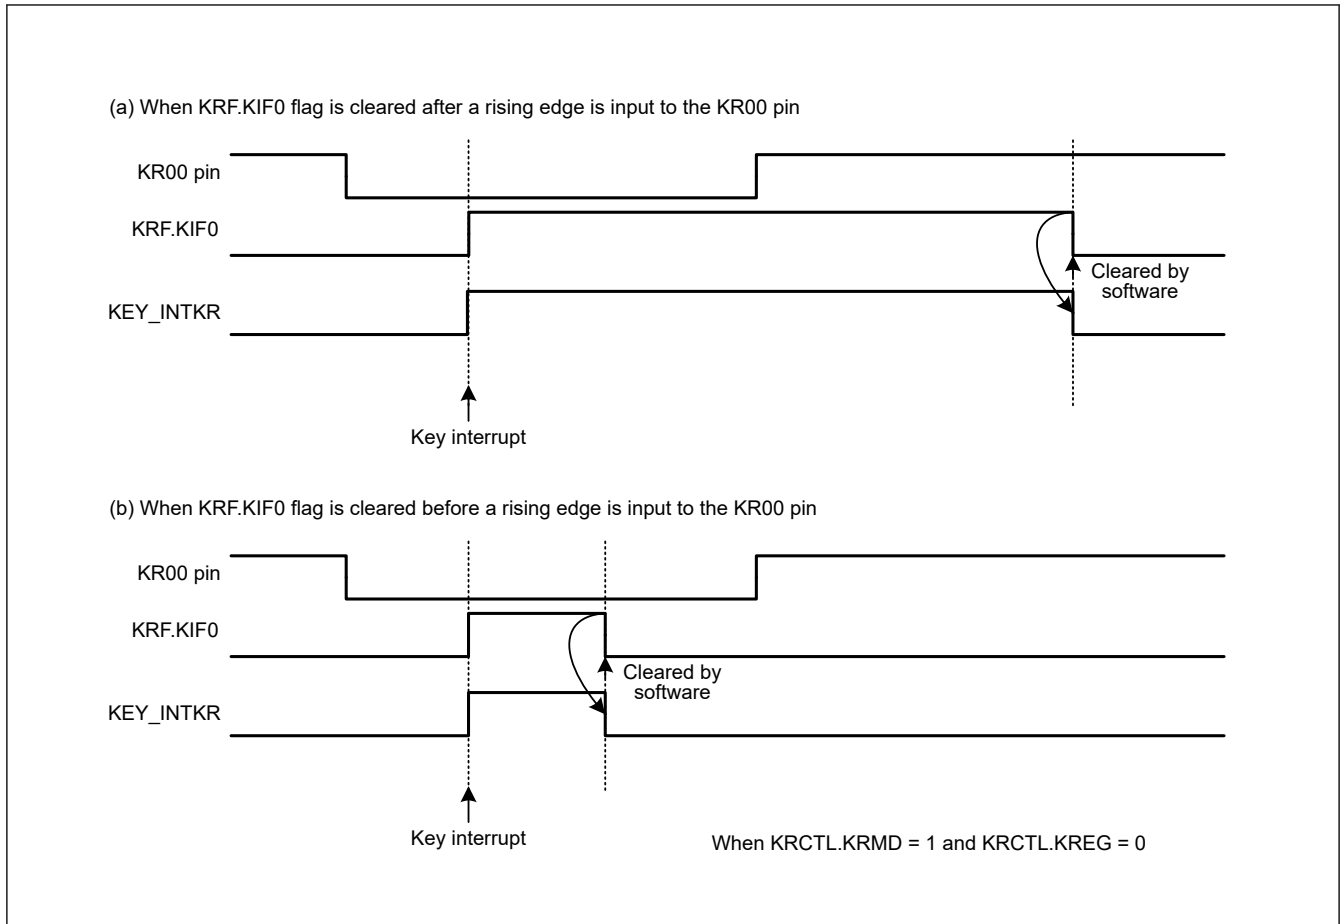 (a) When KRF.KIF0 flag is cleared after a rising edge is input to the KR00 pin
KR00 pin
KRF.KIF0
Cleared by
software
KEY_INTKR
Key interrupt
(b) When KRF.KIF0 flag is cleared before a rising edge is input to the KR00 pin
KR00 pin
KRF.KIF0
Cleared by
software
KEY_INTKR
Key interrupt
When KRCTL.KRMD = 1 and KRCTL.KREG = 0